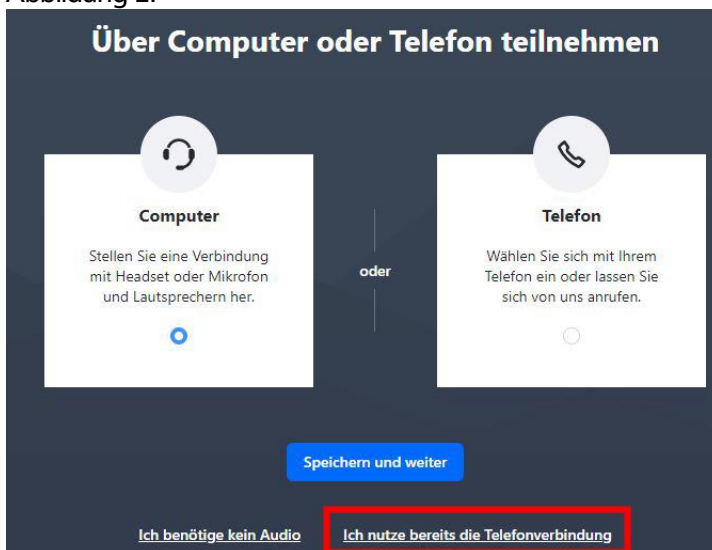 Abbildung 2:
Über Computer oder Telefon teilnehmen
Computer
Stellen Sie eine Verbindung
mit Headset oder Mikrofon
und Lautsprechern her.
oder
Telefon
Wählen Sie sich mit Ihrem
Telefon ein oder lassen Sie
sich von uns anrufen.
Speichern und weiter
Ich benötige kein Audio
Ich nutze bereits die Telefonverbindung